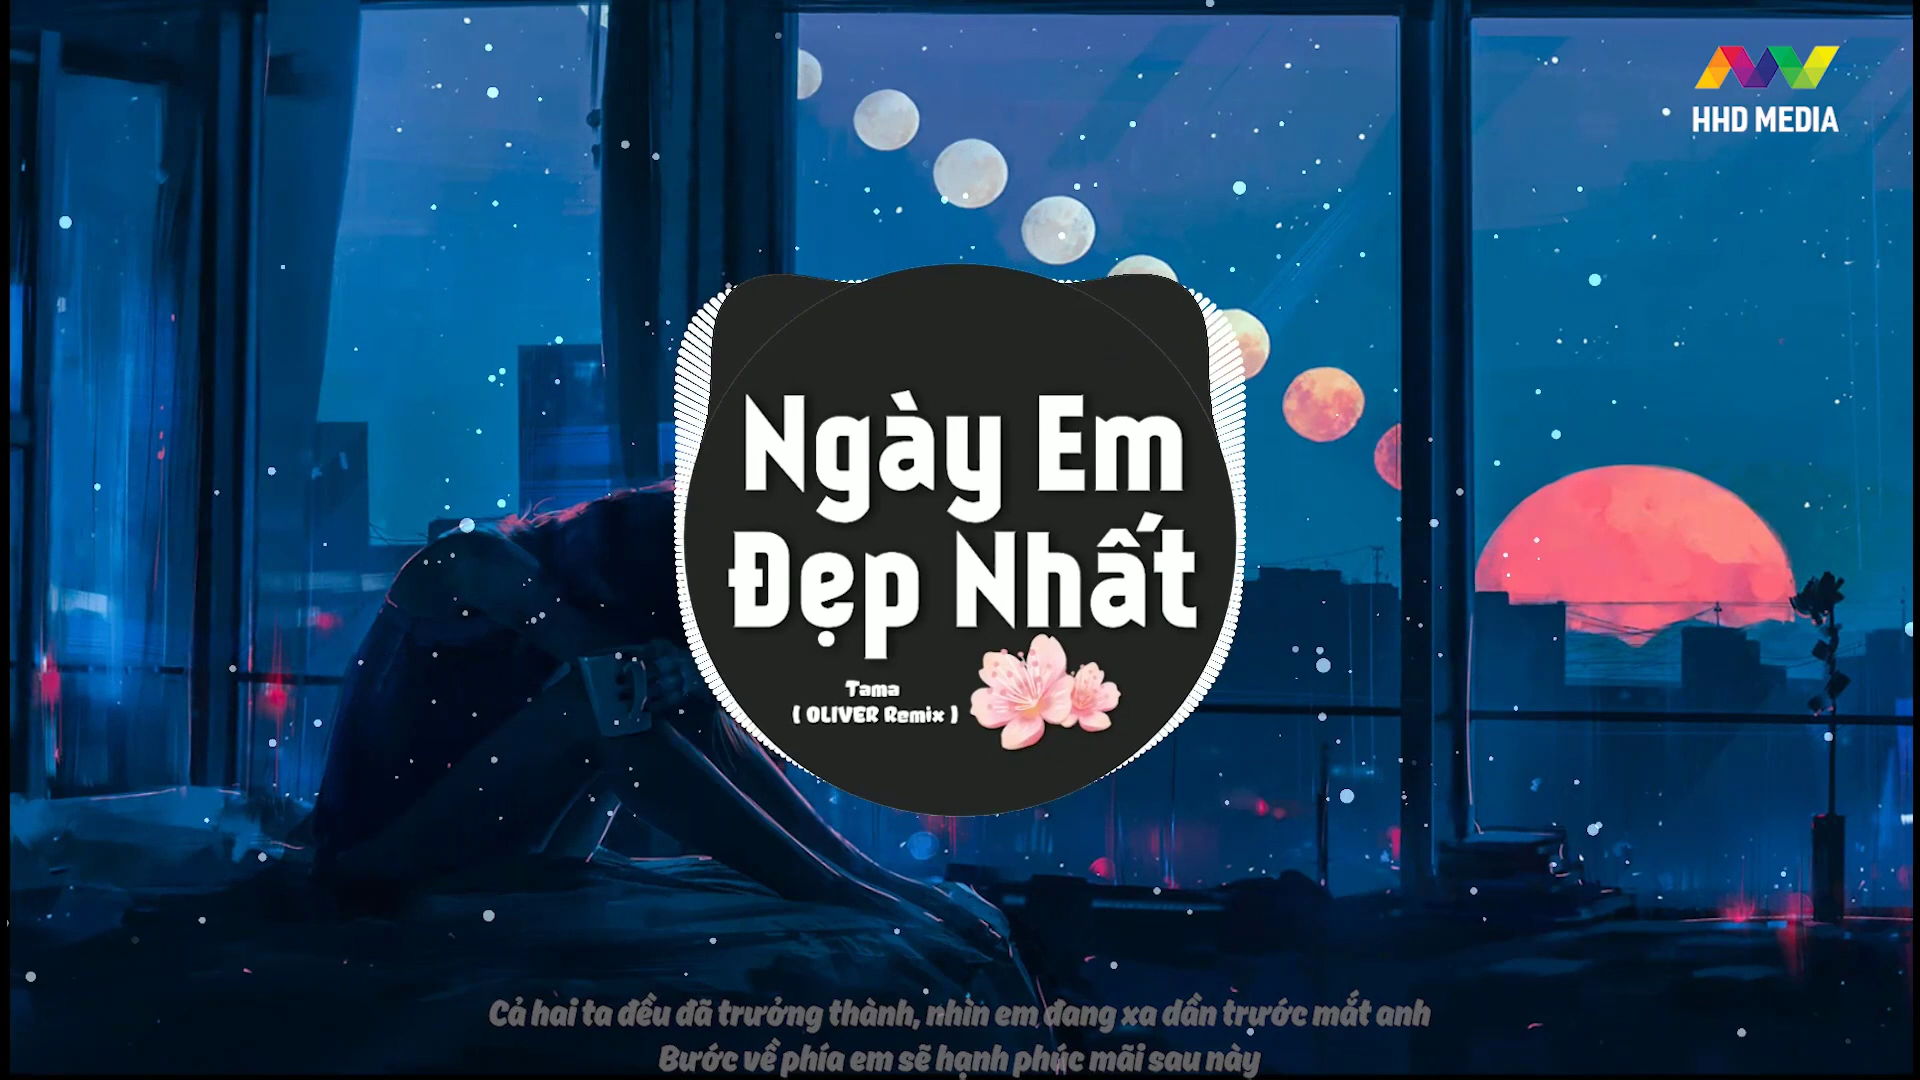 HHD MEDIA
Ngày Em
Đẹp Nhất
Tama
( OLIVER Remix )
Cả hai ta đều đã trưởng thành, nhìn em đang xa dần trước mắt anh
Bước về phía em sẽ hạnh phúc mãi sau này